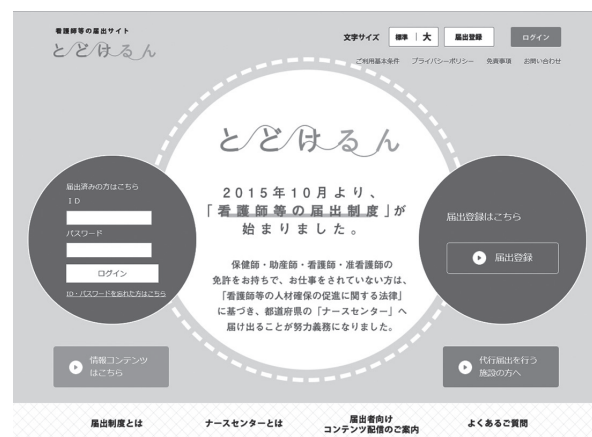 看護師等の届出サイト
とどけるん
文字サイズ 標準 大 届出登録 ログイン
ご利用基本条件 プライバシーポリシー 免責事項 お問い合わせ
とどけるん
2015年10月より、
「看護師等の届出制度」が
始まりました。
保健師・助産師・看護師・准看護師の
免許をお持ちで、お仕事をされていない方は、
「看護師等の人材確保の促進に関する法律」
に基づき、都道府県の「ナースセンター」へ
届け出ることが努力義務になりました。
届出済みの方はこちら
ID
パスワード
ログイン
ID・パスワードを忘れた方はこちら
届出登録はこちら
届出登録
情報コンテンツ
はこちら
代行届出を行う
施設の方へ
届出制度とは
ナースセンターとは
届出者向け
コンテンツ配信のご案内
よくあるご質問